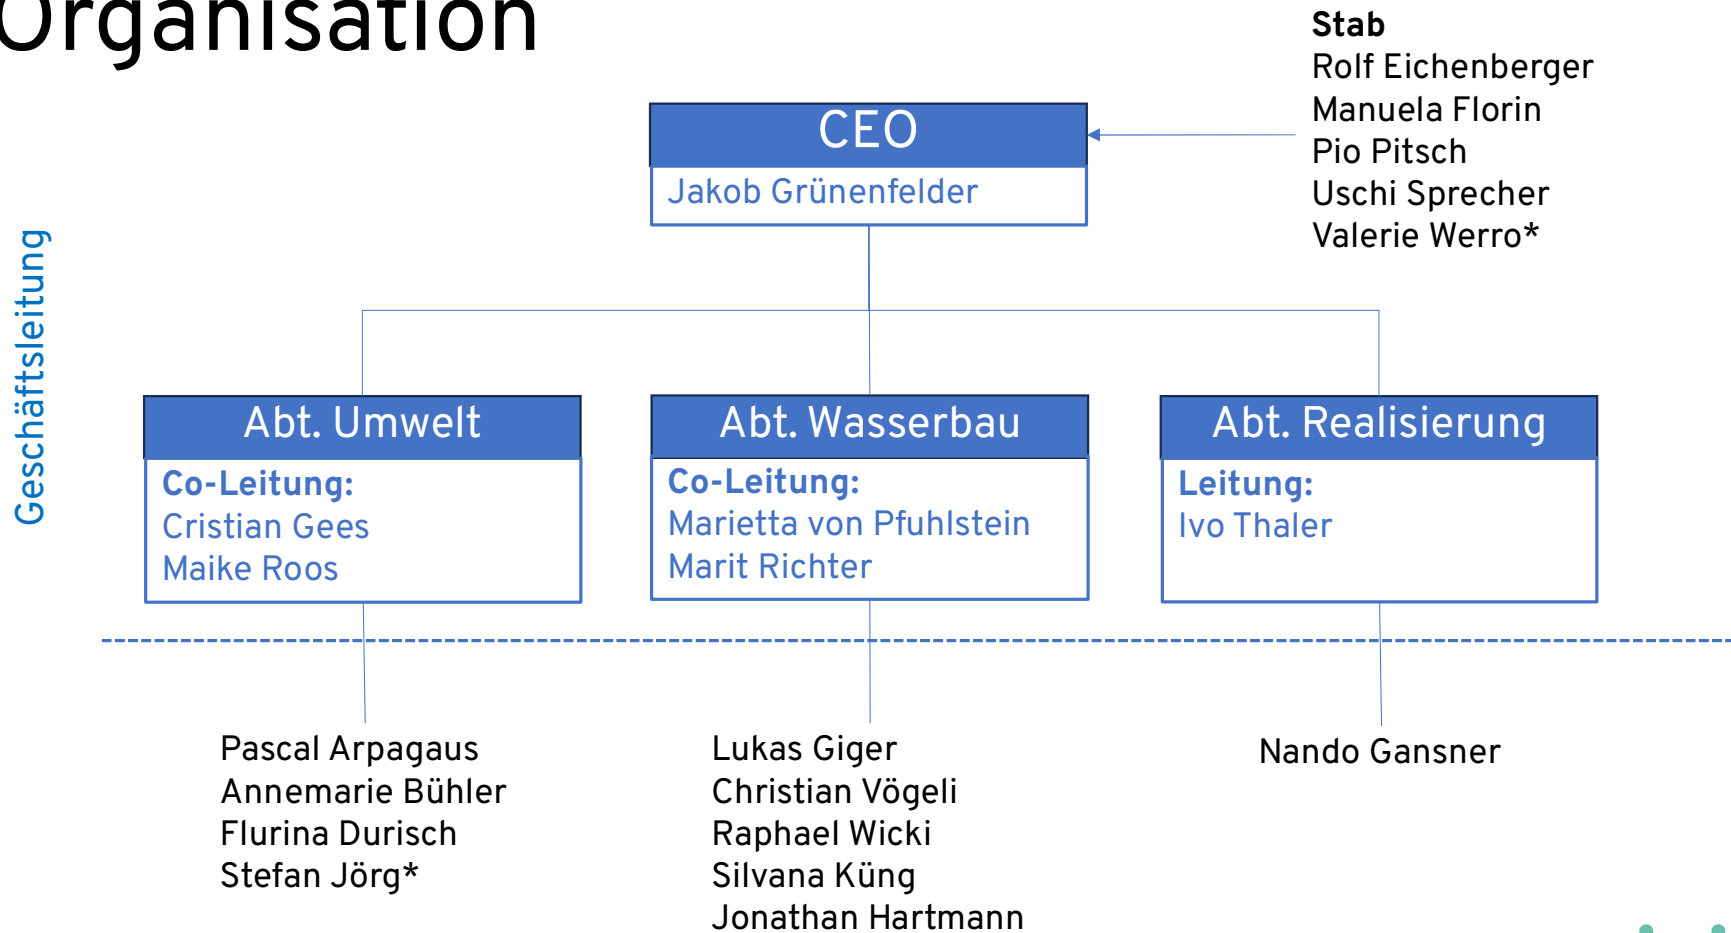 Organisation
Stab
Rolf Eichenberger
Manuela Florin
Pio Pitsch
Uschi Sprecher
Valerie Werro*
CEO
Jakob Grünenfelder
Geschäftsleitung
Abt. Umwelt
Co-Leitung:
Cristian Gees
Maike Roos
Abt. Wasserbau
Co-Leitung:
Marietta von Pfuhlstein
Marit Richter
Abt. Realisierung
Leitung:
Ivo Thaler
Pascal Arpagaus
Annemarie Bühler
Flurina Durisch
Stefan Jörg*
Lukas Giger
Christian Vögeli
Raphael Wicki
Silvana Küng
Jonathan Hartmann
Nando Gansner